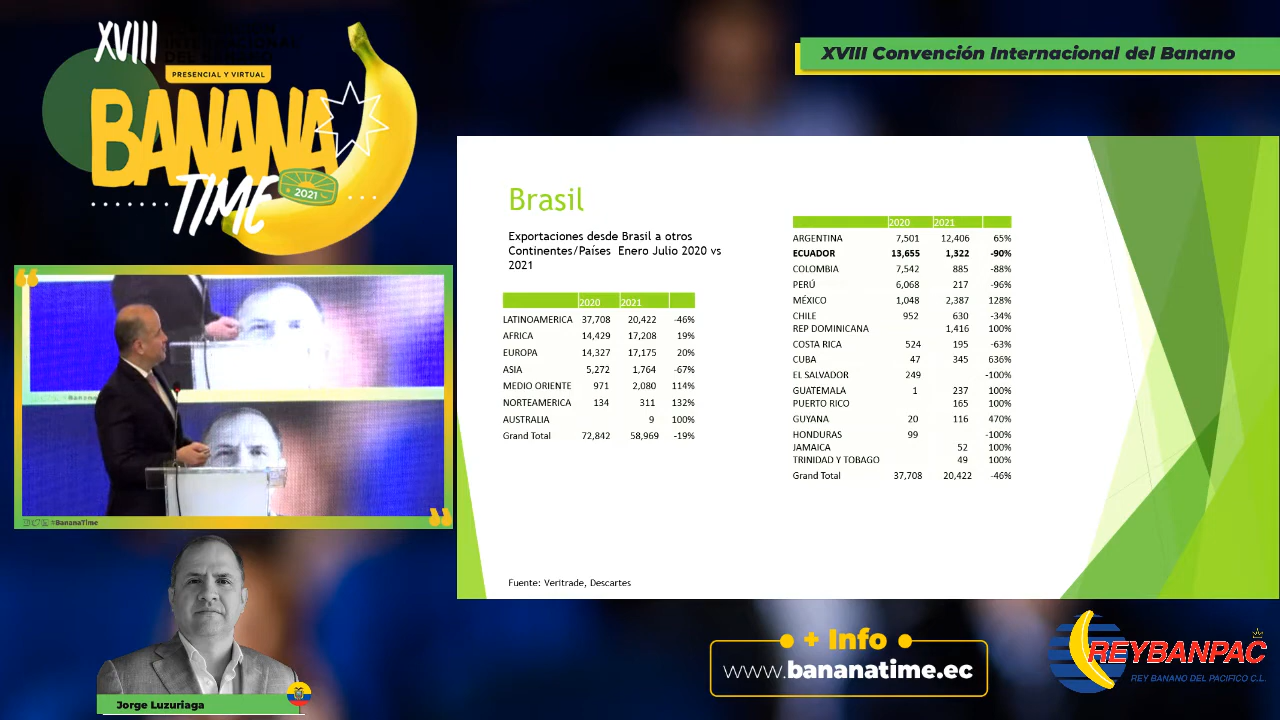 XVIII
INTERNACIONAL
PRESENCIAL Y VIRTUAL
BANANA
TIME
2021
XVIII Convención Internacional del Banano
Brasil
Exportaciones desde Brasil a otros
Continentes/Países Enero Julio 2020 vs
2021
2020 2021
LATINOAMERICA 37,708 20,422 -46%
AFRICA 14,429 17,208 19%
EUROPA 14,327 17,175 20%
ASIA 5,272 1,764 -67%
MEDIO ORIENTE 971 2,080 114%
NORTEAMERICA 134 311 132%
AUSTRALIA 9 100%
Grand Total 72,842 58,969 -19%
2020 2021
ARGENTINA 7,501 12,406 65%
ECUADOR 13,655 1,322 -90%
COLOMBIA 7,542 885 -88%
PERÚ 6,068 217 -96%
MÉXICO 1,048 2,387 128%
CHILE 952 630 -34%
REP DOMINICANA 1,416 100%
COSTA RICA 524 195 -63%
CUBA 47 345 636%
EL SALVADOR 249 -100%
GUATEMALA 1 237 100%
PUERTO RICO 165 100%
GUYANA 20 116 470%
HONDURAS 99 -100%
JAMAICA 52 100%
TRINIDAD Y TOBAGO 49 100%
Grand Total 37,708 20,422 -46%
Fuente: Veritrade, Descartes
#BananaTime
Jorge Luzuriaga
+ Info
www.bananatime.ec
REYBANPAC
REY BANANO DEL PACIFICO C.L.